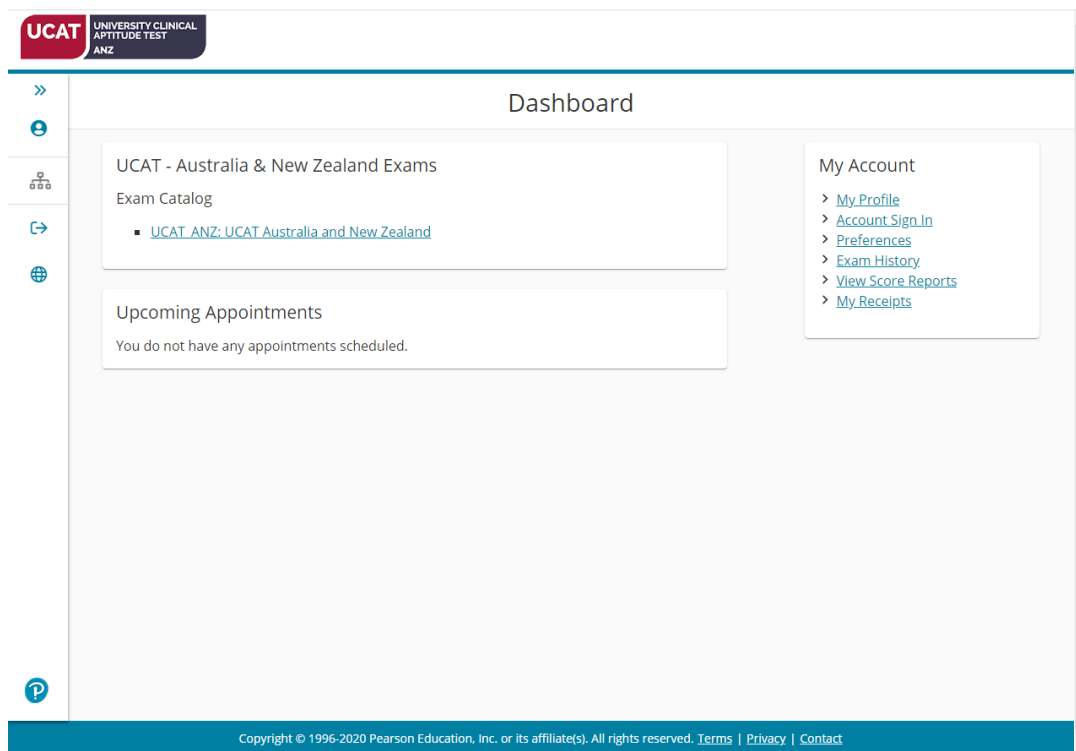 UCAT
UNIVERSITY CLINICAL
APTITUDE TEST
ANZ
Dashboard
UCAT - Australia & New Zealand Exams
Exam Catalog
UCAT_ANZ: UCAT Australia and New Zealand
Upcoming Appointments
You do not have any appointments scheduled.
My Account
My Profile
Account Sign In
Preferences
Exam History
View Score Reports
My Receipts
Copyright © 1996-2020 Pearson Education, Inc. or its affiliate(s). All rights reserved. Terms | Privacy | Contact